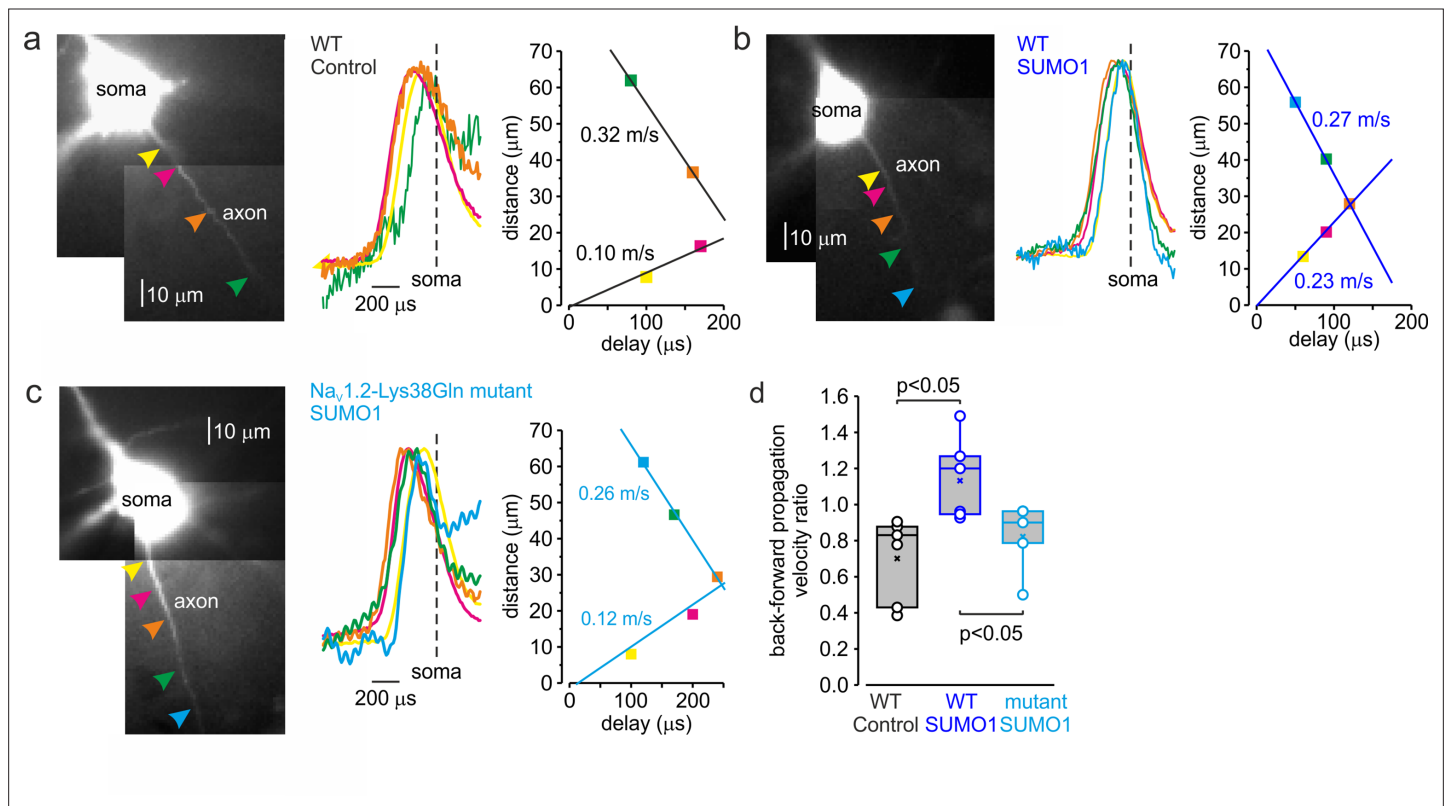 a
soma
axon
10 μm
WT
Control
soma
200 μs
distance (μm)
70
60
50
40
30
20
10
0
0.32 m/s
0.10 m/s
0
100
200
delay (μs)
b
soma
axon
10 μm
WT
SUMO1
soma
distance (μm)
70
60
50
40
30
20
10
0
0.27 m/s
0.23 m/s
0
100
200
delay (μs)
c
10 μm
soma
axon
Naᵥ1.2-Lys38Gln mutant
SUMO1
soma
200 μs
distance (μm)
70
60
50
40
30
20
10
0
0.26 m/s
0.12 m/s
0
100
200
delay (μs)
d
back-forward propagation
velocity ratio
p<0.05
1.6
1.4
1.2
1.0
0.8
0.6
0.4
0.2
0.0
p<0.05
WT
Control
WT
SUMO1
mutant
SUMO1